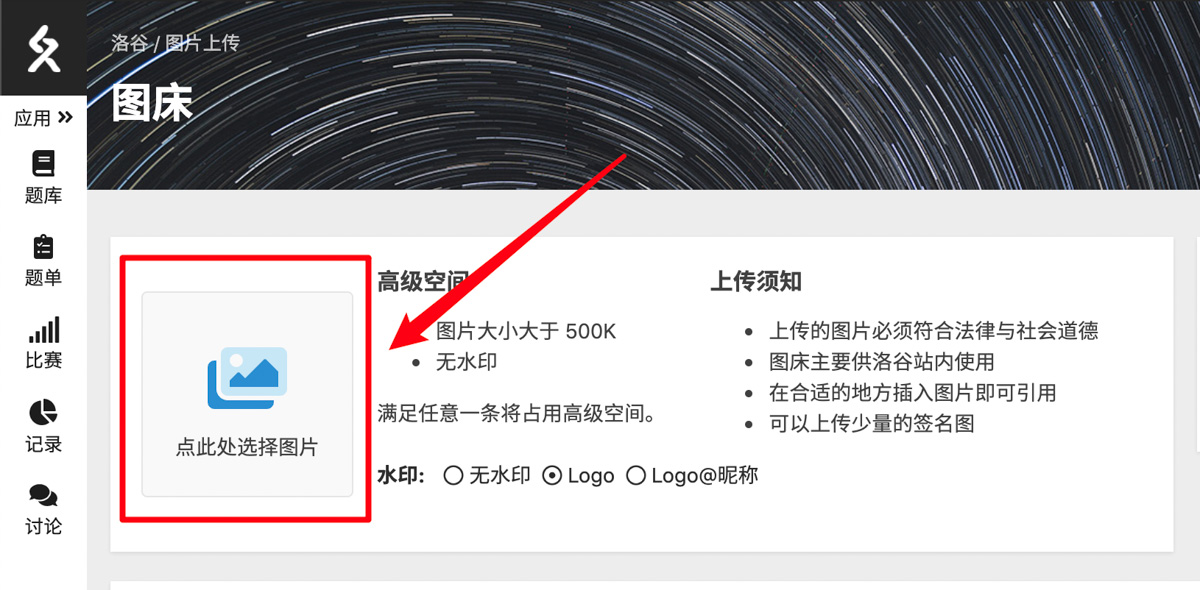 洛谷 / 图片上传
图床
应用
题库
题单
比赛
记录
讨论
点此处选择图片
高级空间
图片大小大于 500K
无水印
满足任意一条将占用高级空间。
水印: 无水印 Logo Logo@昵称
上传须知
上传的图片必须符合法律与社会道德
图床主要供洛谷站内使用
在合适的地方插入图片即可引用
可以上传少量的签名图